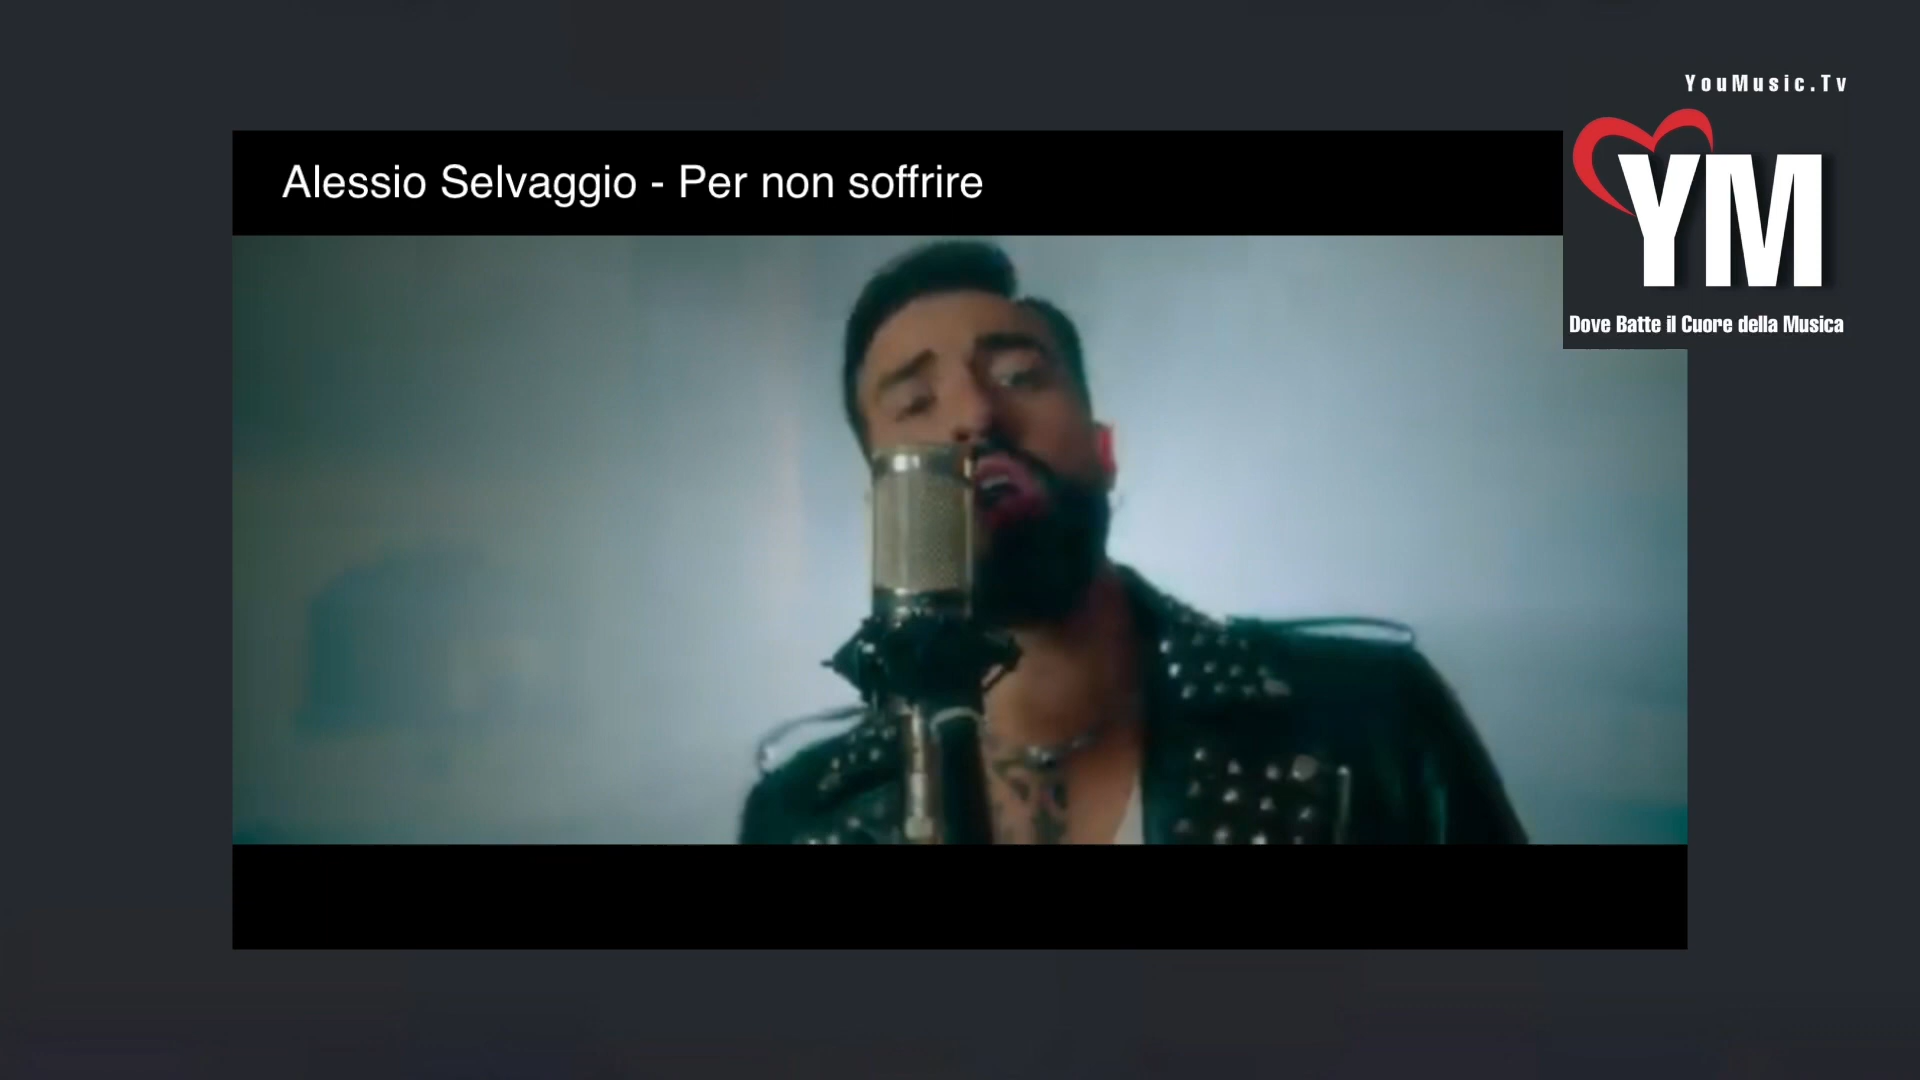 YouMusic.Tv
Alessio Selvaggio - Per non soffrire
YM
Dove Batte il Cuore della Musica